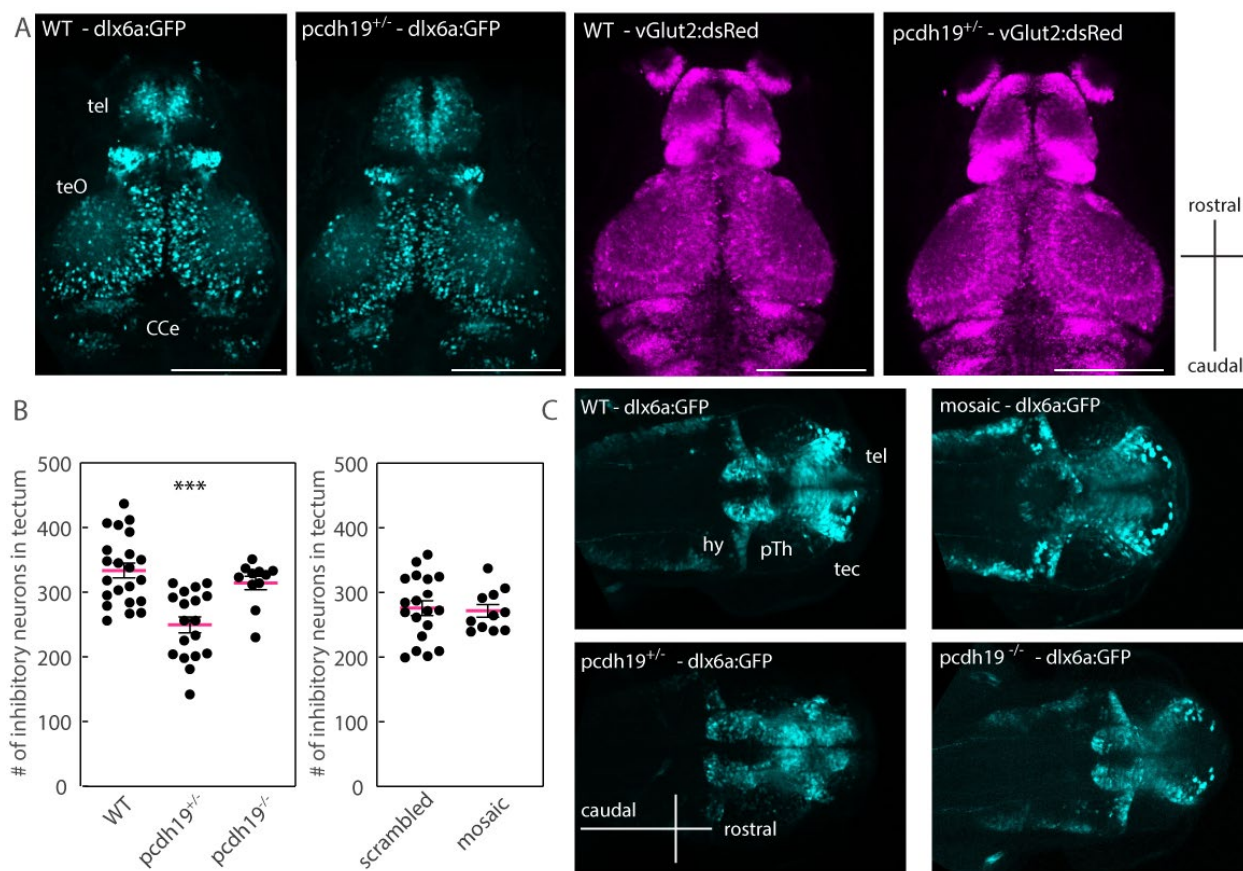 A
WT - dlx6a:GFP
pcdh19+/- - dlx6a:GFP
WT - vGlut2:dsRed
pcdh19+/- - vGlut2:dsRed
tel
teO
CCe
rostral
caudal
B
# of inhibitory neurons in tectum
500
400
300
200
100
0
***
WT
pcdh19+/-
pcdh19-/-
# of inhibitory neurons in tectum
500
400
300
200
100
0
scrambled
mosaic
C
WT - dlx6a:GFP
tel
hy
pTh
tec
mosaic - dlx6a:GFP
pcdh19+/- - dlx6a:GFP
caudal
rostral
pcdh19 -/- - dlx6a:GFP